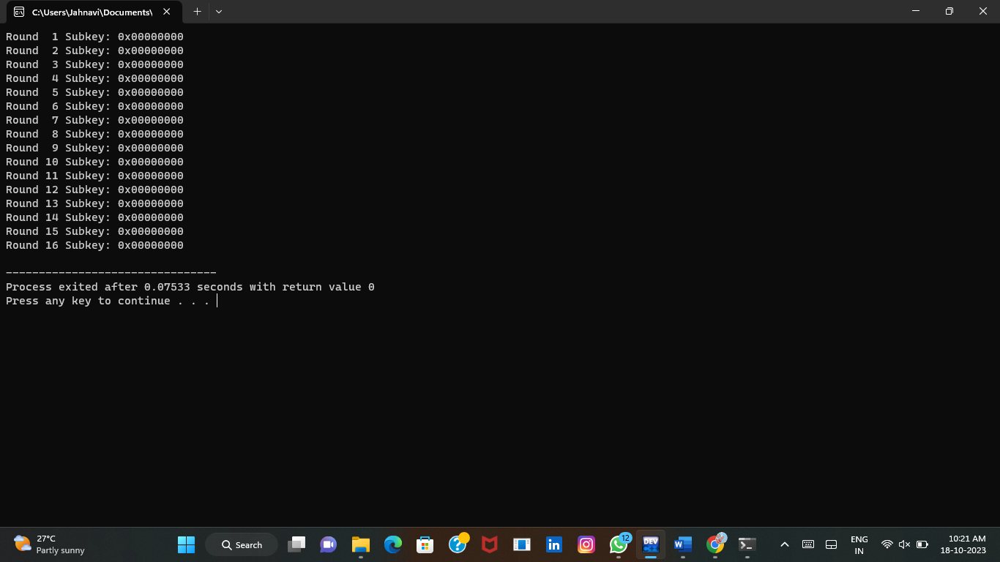 C:\Users\Jahnavi\Documents\
Round  1 Subkey: 0x00000000
Round  2 Subkey: 0x00000000
Round  3 Subkey: 0x00000000
Round  4 Subkey: 0x00000000
Round  5 Subkey: 0x00000000
Round  6 Subkey: 0x00000000
Round  7 Subkey: 0x00000000
Round  8 Subkey: 0x00000000
Round  9 Subkey: 0x00000000
Round 10 Subkey: 0x00000000
Round 11 Subkey: 0x00000000
Round 12 Subkey: 0x00000000
Round 13 Subkey: 0x00000000
Round 14 Subkey: 0x00000000
Round 15 Subkey: 0x00000000
Round 16 Subkey: 0x00000000
--------------------------------
Process exited after 0.07533 seconds with return value 0
Press any key to continue . . .
27°C
Partly sunny
Search
12
DEV
ENG
IN
10:21 AM
18-10-2023